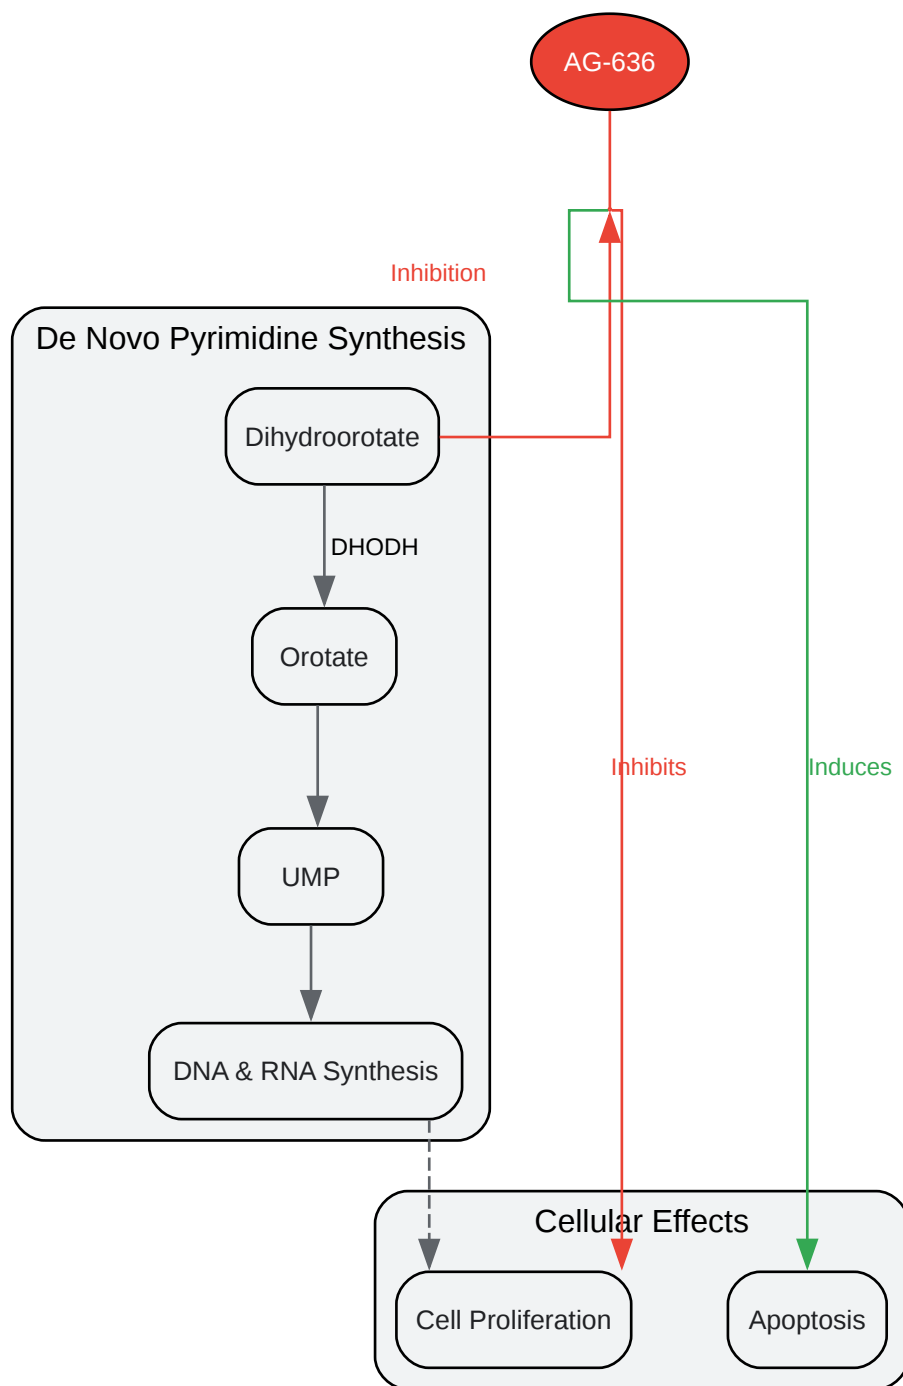 AG-636
Inhibition
De Novo Pyrimidine Synthesis
Dihydroorotate
DHODH
Orotate
Inhibits
Induces
UMP
DNA & RNA Synthesis
Cellular Effects
Cell Proliferation
Apoptosis